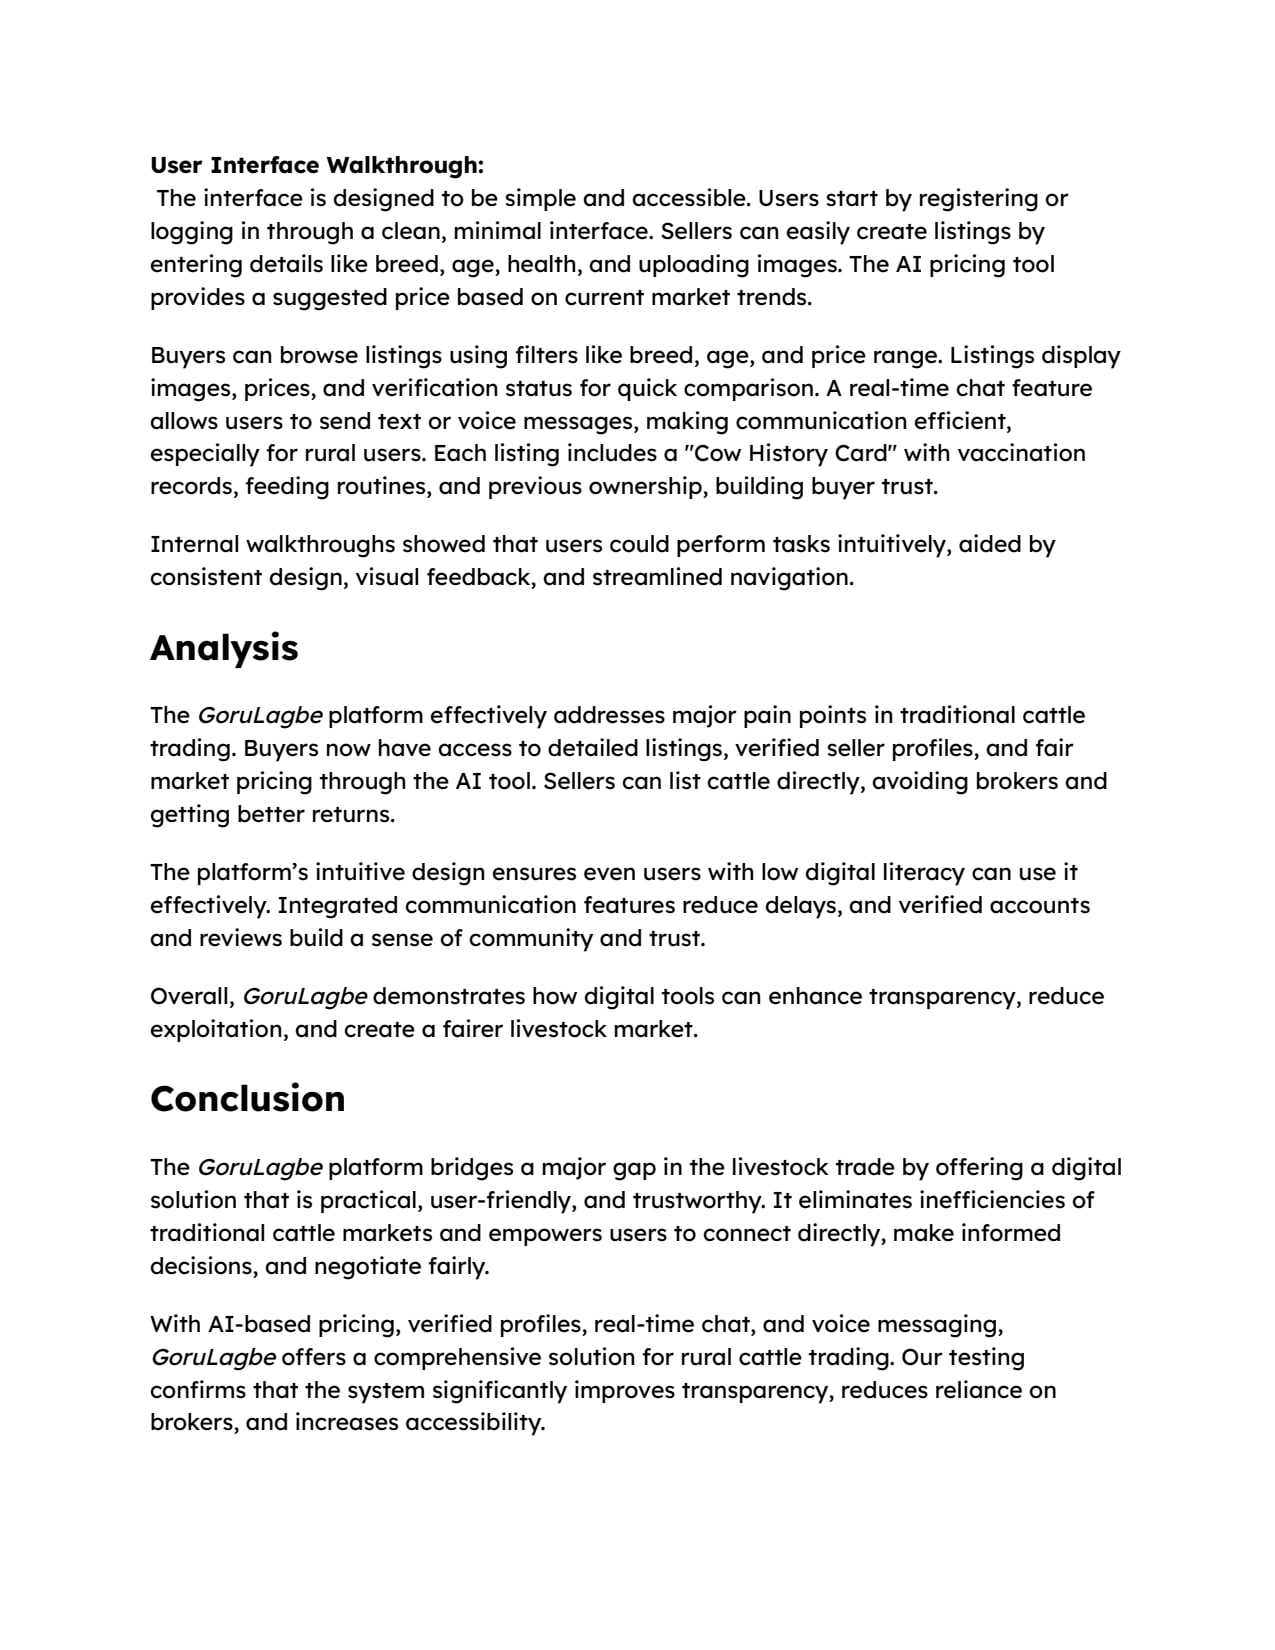 User Interface Walkthrough:
The interface is designed to be simple and accessible. Users start by registering or
logging in through a clean, minimal interface. Sellers can easily create listings by
entering details like breed, age, health, and uploading images. The AI pricing tool
provides a suggested price based on current market trends.
Buyers can browse listings using filters like breed, age, and price range. Listings display
images, prices, and verification status for quick comparison. A real-time chat feature
allows users to send text or voice messages, making communication efficient,
especially for rural users. Each listing includes a "Cow History Card" with vaccination
records, feeding routines, and previous ownership, building buyer trust.
Internal walkthroughs showed that users could perform tasks intuitively, aided by
consistent design, visual feedback, and streamlined navigation.
Analysis
The GoruLagbe platform effectively addresses major pain points in traditional cattle
trading. Buyers now have access to detailed listings, verified seller profiles, and fair
market pricing through the AI tool. Sellers can list cattle directly, avoiding brokers and
getting better returns.
The platform’s intuitive design ensures even users with low digital literacy can use it
effectively. Integrated communication features reduce delays, and verified accounts
and reviews build a sense of community and trust.
Overall, GoruLagbe demonstrates how digital tools can enhance transparency, reduce
exploitation, and create a fairer livestock market.
Conclusion
The GoruLagbe platform bridges a major gap in the livestock trade by offering a digital
solution that is practical, user-friendly, and trustworthy. It eliminates inefficiencies of
traditional cattle markets and empowers users to connect directly, make informed
decisions, and negotiate fairly.
With AI-based pricing, verified profiles, real-time chat, and voice messaging,
GoruLagbe offers a comprehensive solution for rural cattle trading. Our testing
confirms that the system significantly improves transparency, reduces reliance on
brokers, and increases accessibility.